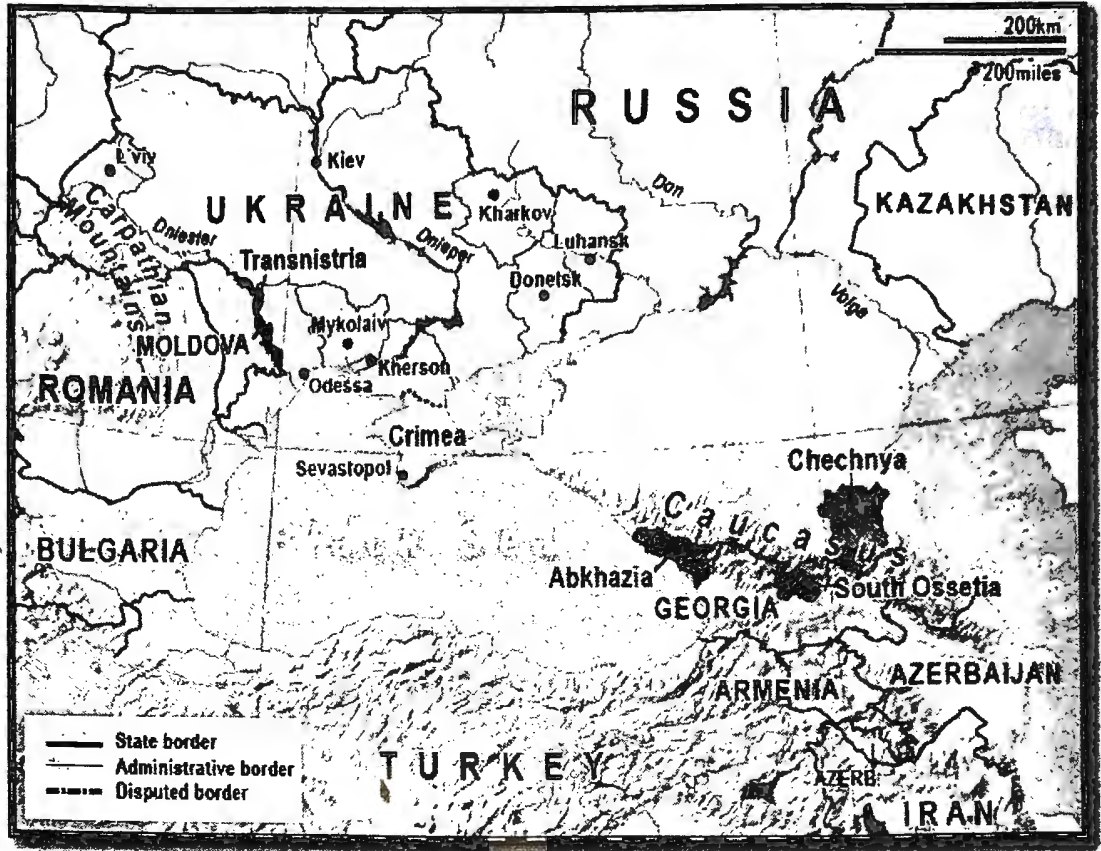 200km
200miles
RUSSIA
L'viv
Kiev
Don
UKRAINE
Kharkov
KAZAKHSTAN
Carpathian
Mountains
Dniester
Dnieper
Luhansk
Transnistria
Donetsk
Volga
Mykolaiv
MOLDOVA
Kherson
ROMANIA
Odessa
Crimea
Sevastopol
Chechnya
Caucasus
BULGARIA
Abkhazia
South Ossetia
GEORGIA
ARMENIA
AZERBAIJAN
State border
Administrative border
Disputed border
TURKEY
AZERB
IRAN